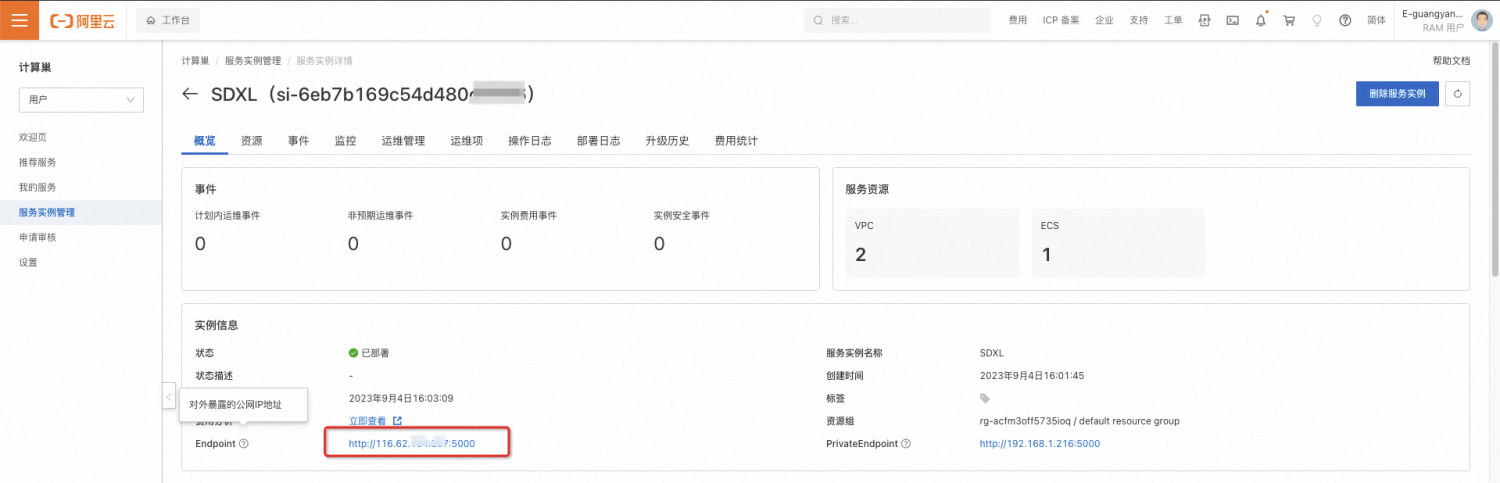 阿里云
工作台
搜索...
费用 ICP 备案 企业 支持 工单 简体
E-guangyan...
RAM 用户
计算巢
用户
欢迎页
推荐服务
我的服务
服务实例管理
申请审核
设置
计算巢 / 服务实例管理 / 服务实例详情
帮助文档
SDXL（si-6eb7b169c54d480
删除服务实例
概览 资源 事件 监控 运维管理 运维项 操作日志 部署日志 升级历史 费用统计
事件
计划内运维事件 非预期运维事件 实例费用事件 实例安全事件
0 0 0 0
服务资源
VPC ECS
2 1
实例信息
状态 已部署 服务实例名称 SDXL
状态描述 - 创建时间 2023年9月4日16:01:45
对外暴露的公网IP地址
2023年9月4日16:03:09 标签
立即查看 资源组 rg-acfm3off5735ioq / default resource group
Endpoint http://116.62. 7:5000 PrivateEndpoint http://192.168.1.216:5000